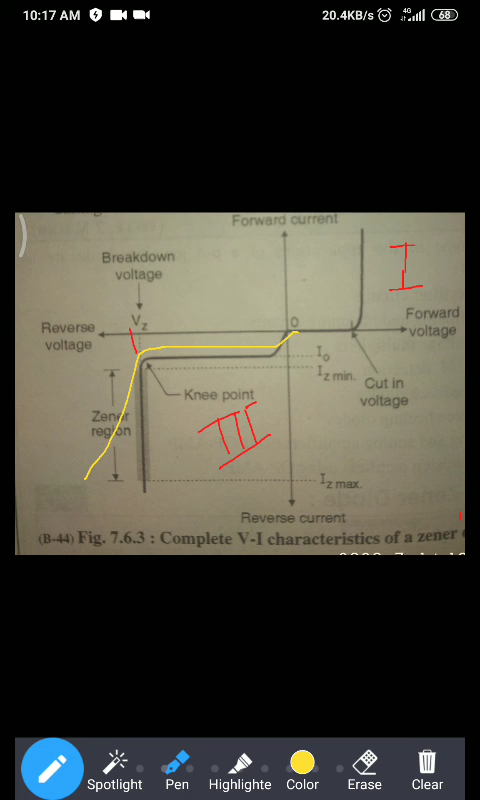 10:17 AM 20.4KB/s 4G 68
Forward current
I
Breakdown
voltage
Vz
O
Reverse
voltage
Forward
voltage
Io
Iz min.
Cut in
voltage
Knee point
Zener
region
III
Iz max.
Reverse current
(B-44) Fig. 7.6.3 : Complete V-I characteristics of a zener
Spotlight Pen Highlighte Color Erase Clear